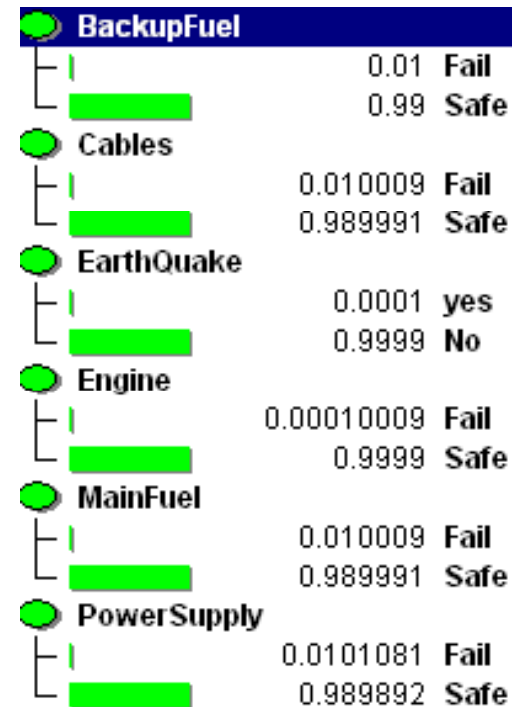 BackupFuel
0.01 Fail
0.99 Safe
Cables
0.010009 Fail
0.989991 Safe
EarthQuake
0.0001 yes
0.9999 No
Engine
0.00010009 Fail
0.9999 Safe
MainFuel
0.010009 Fail
0.989991 Safe
PowerSupply
0.0101081 Fail
0.989892 Safe